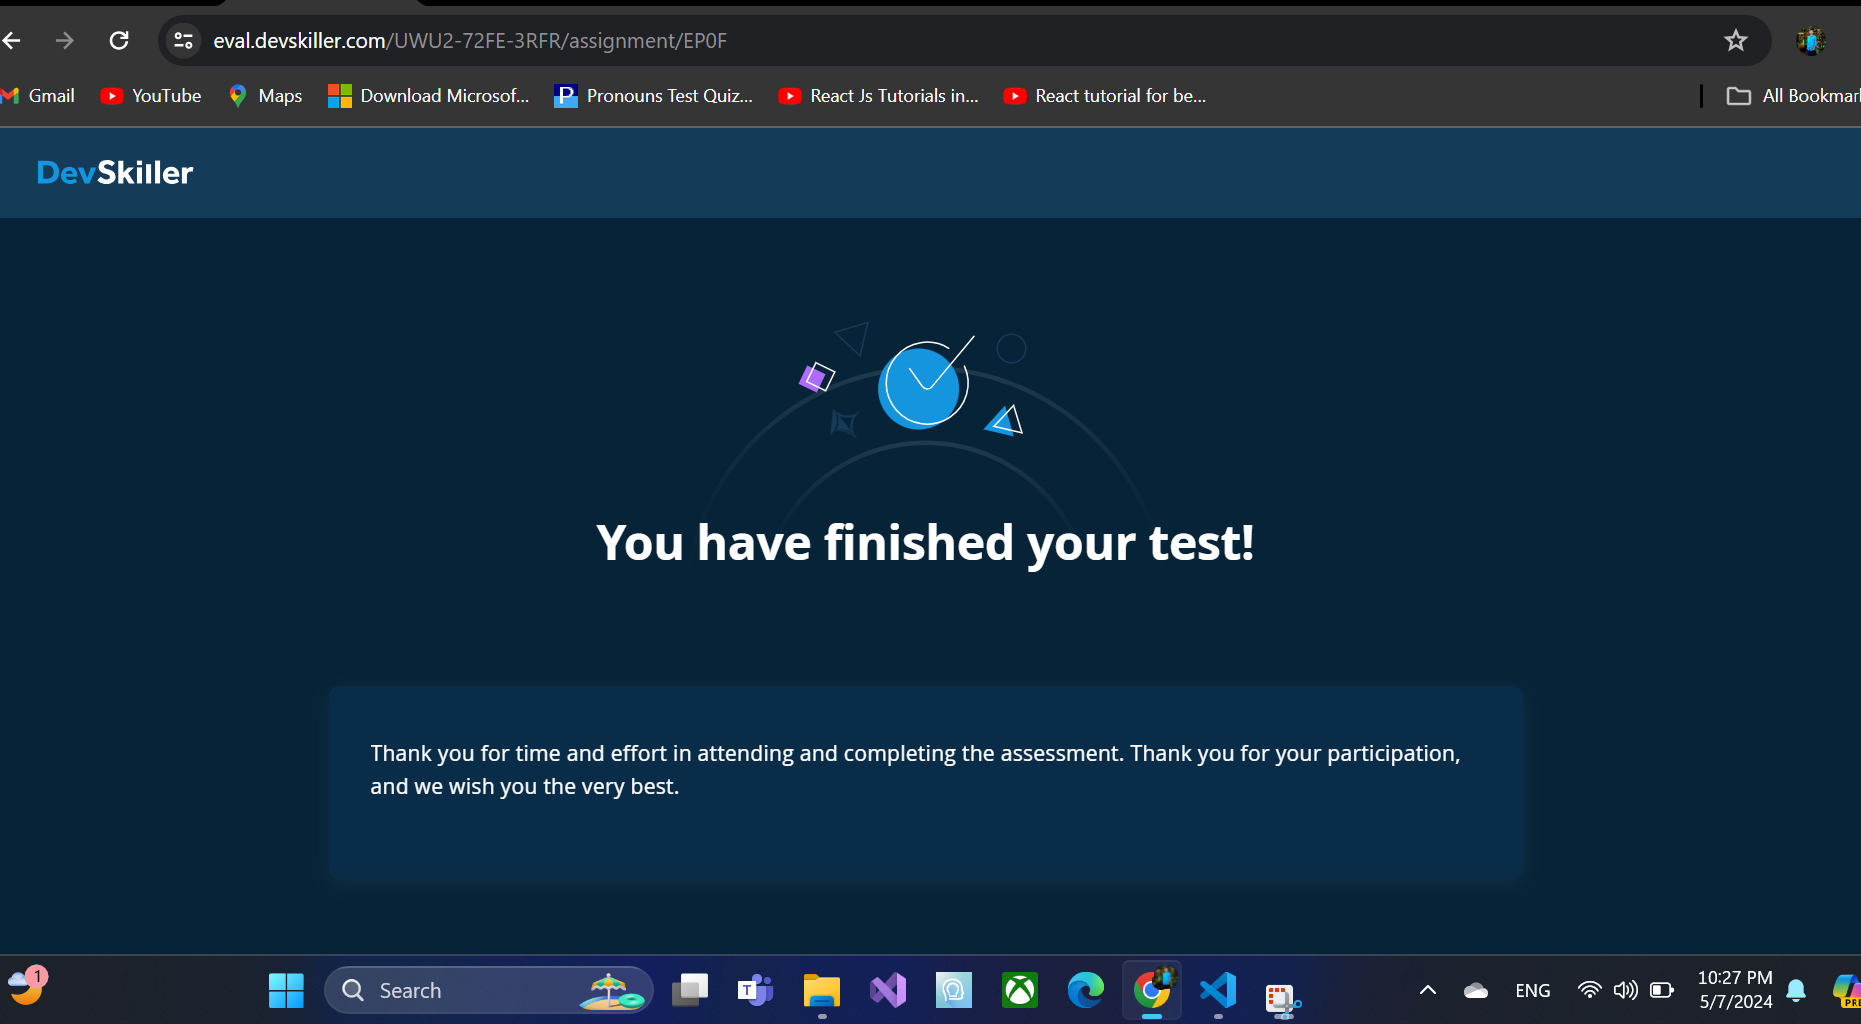 eval.devskiller.com/UWU2-72FE-3RFR/assignment/EP0F
Gmail YouTube Maps Download Microsof... Pronouns Test Quiz... React Js Tutorials in... React tutorial for be... All Bookmar
DevSkiller
You have finished your test!
Thank you for time and effort in attending and completing the assessment. Thank you for your participation,
and we wish you the very best.
1
Search
T
ENG
10:27 PM
5/7/2024
PRE